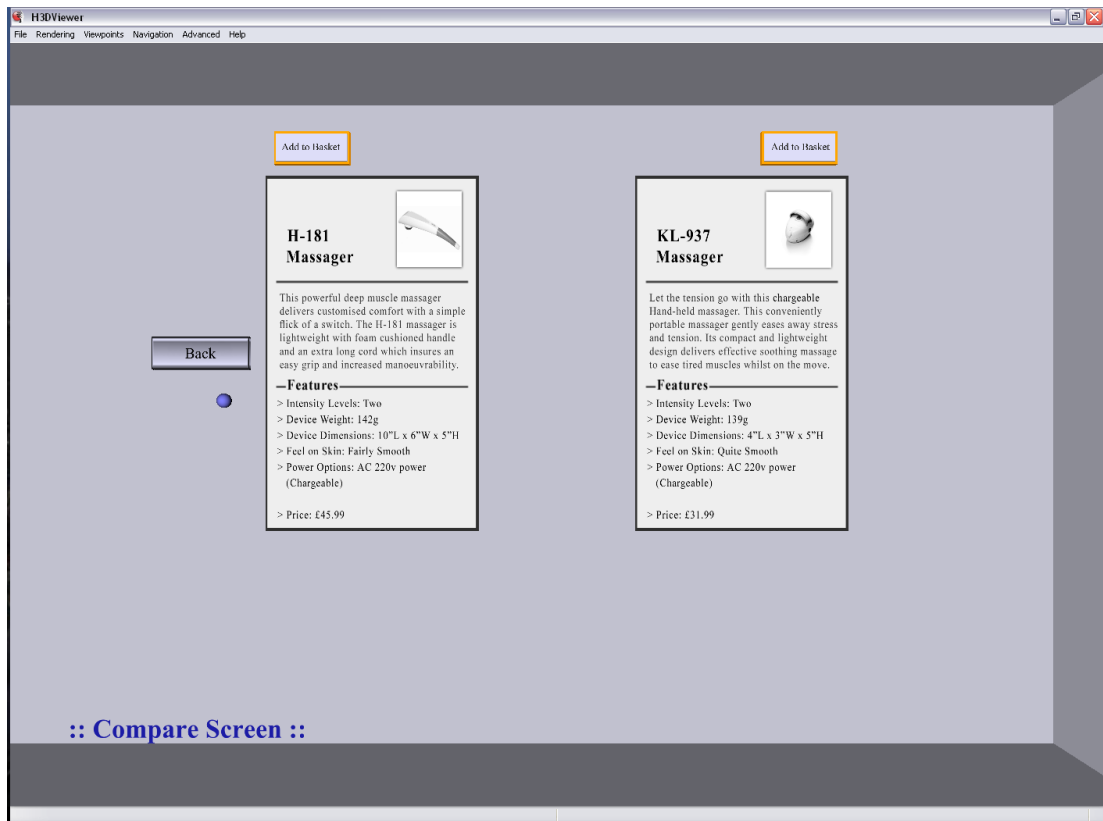 H3DViewer
File Rendering Viewpoints Navigation Advanced Help
Add to Basket
Add to Basket
H-181
Massager
This powerful deep muscle massager
delivers customised comfort with a simple
flick of a switch. The H-181 massager is
lightweight with foam cushioned handle
and an extra long cord which insures an
easy grip and increased manoeuvrability.
Features
> Intensity Levels: Two
> Device Weight: 142g
> Device Dimensions: 10”L x 6”W x 5”H
> Feel on Skin: Fairly Smooth
> Power Options: AC 220v power
(Chargeable)
> Price: £45.99
KL-937
Massager
Let the tension go with this chargeable
Hand-held massager. This conveniently
portable massager gently eases away stress
and tension. Its compact and lightweight
design delivers effective soothing massage
to ease tired muscles whilst on the move.
Features
> Intensity Levels: Two
> Device Weight: 139g
> Device Dimensions: 4”L x 3”W x 5”H
> Feel on Skin: Quite Smooth
> Power Options: AC 220v power
(Chargeable)
> Price: £31.99
Back
:: Compare Screen ::